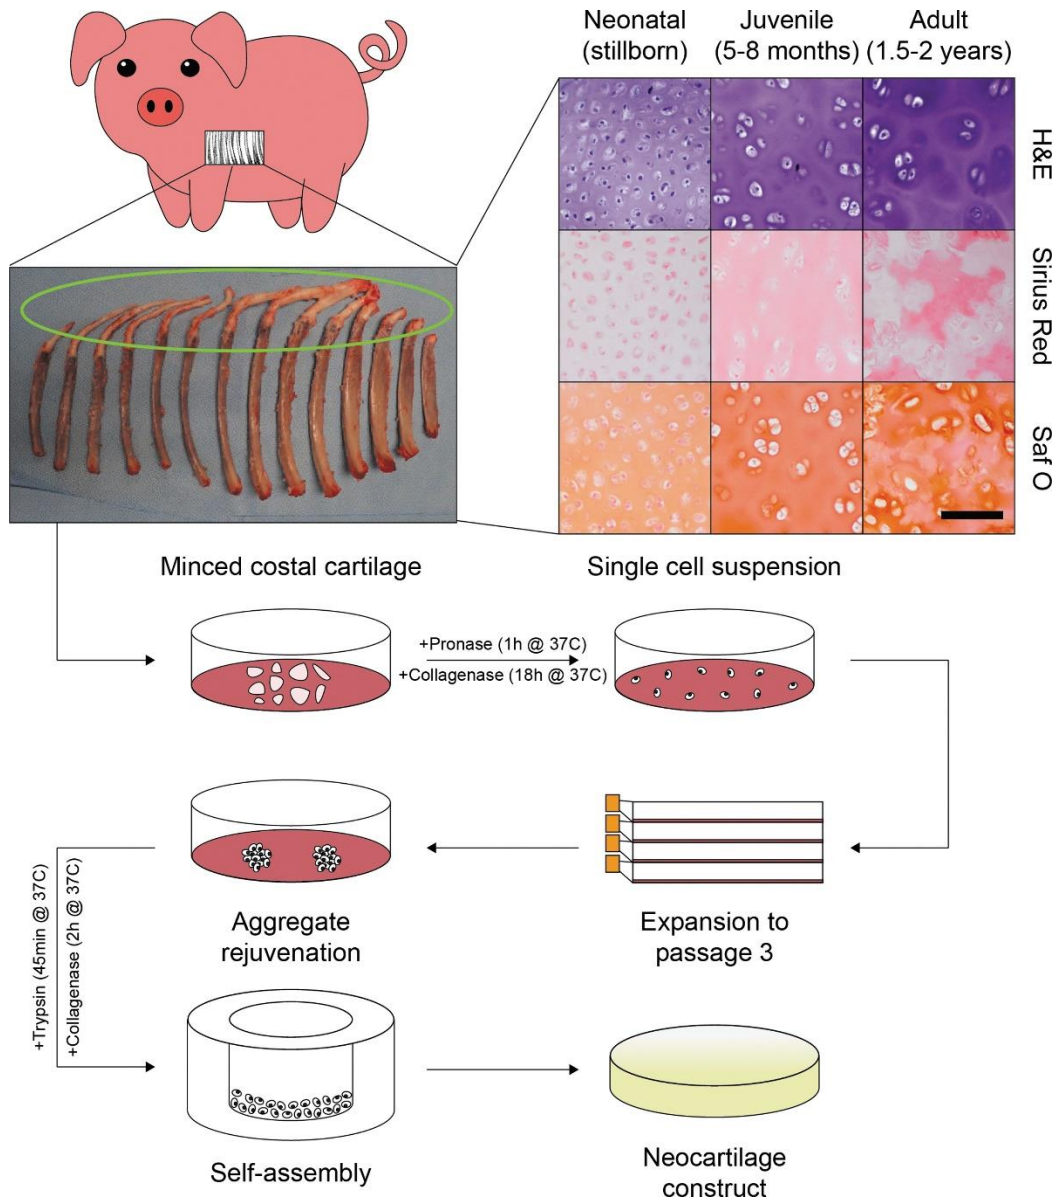 Neonatal
(stillborn)
Juvenile
(5-8 months)
Adult
(1.5-2 years)
H&E
Sirius Red
Saf O
Minced costal cartilage
Single cell suspension
+Pronase (1h @ 37C)
+Collagenase (18h @ 37C)
Aggregate
rejuvenation
Expansion to
passage 3
+Trypsin (45min @ 37C)
+Collagenase (2h @ 37C)
Self-assembly
Neocartilage
construct